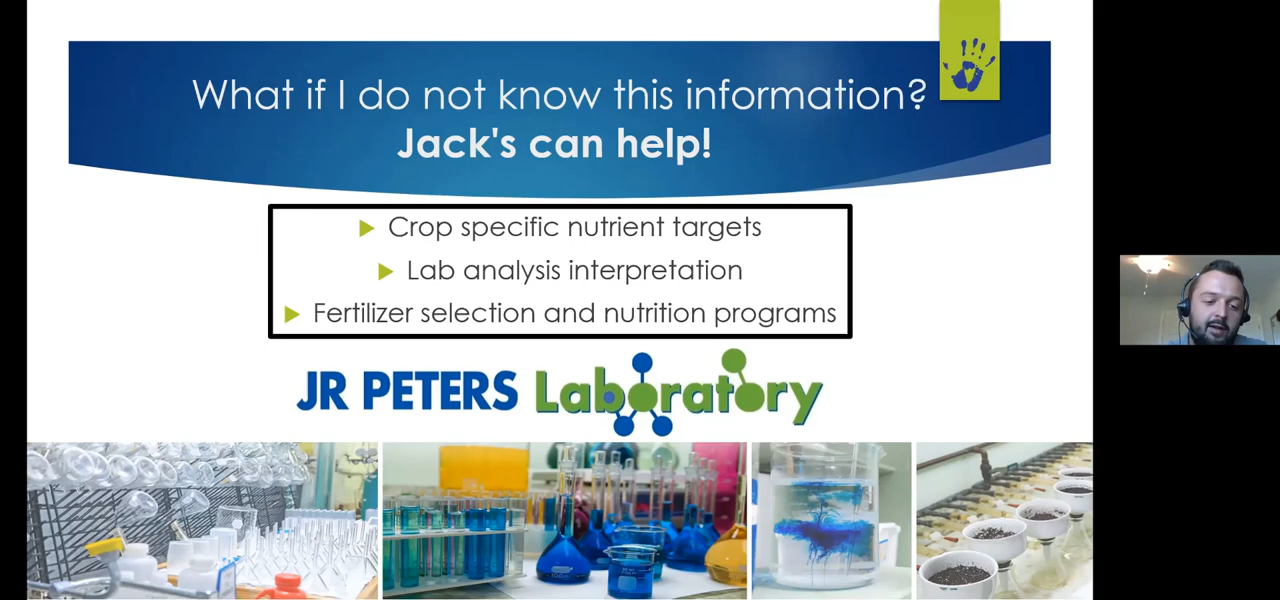 What if I do not know this information?
Jack's can help!
Crop specific nutrient targets
Lab analysis interpretation
Fertilizer selection and nutrition programs
JR PETERS Laboratory